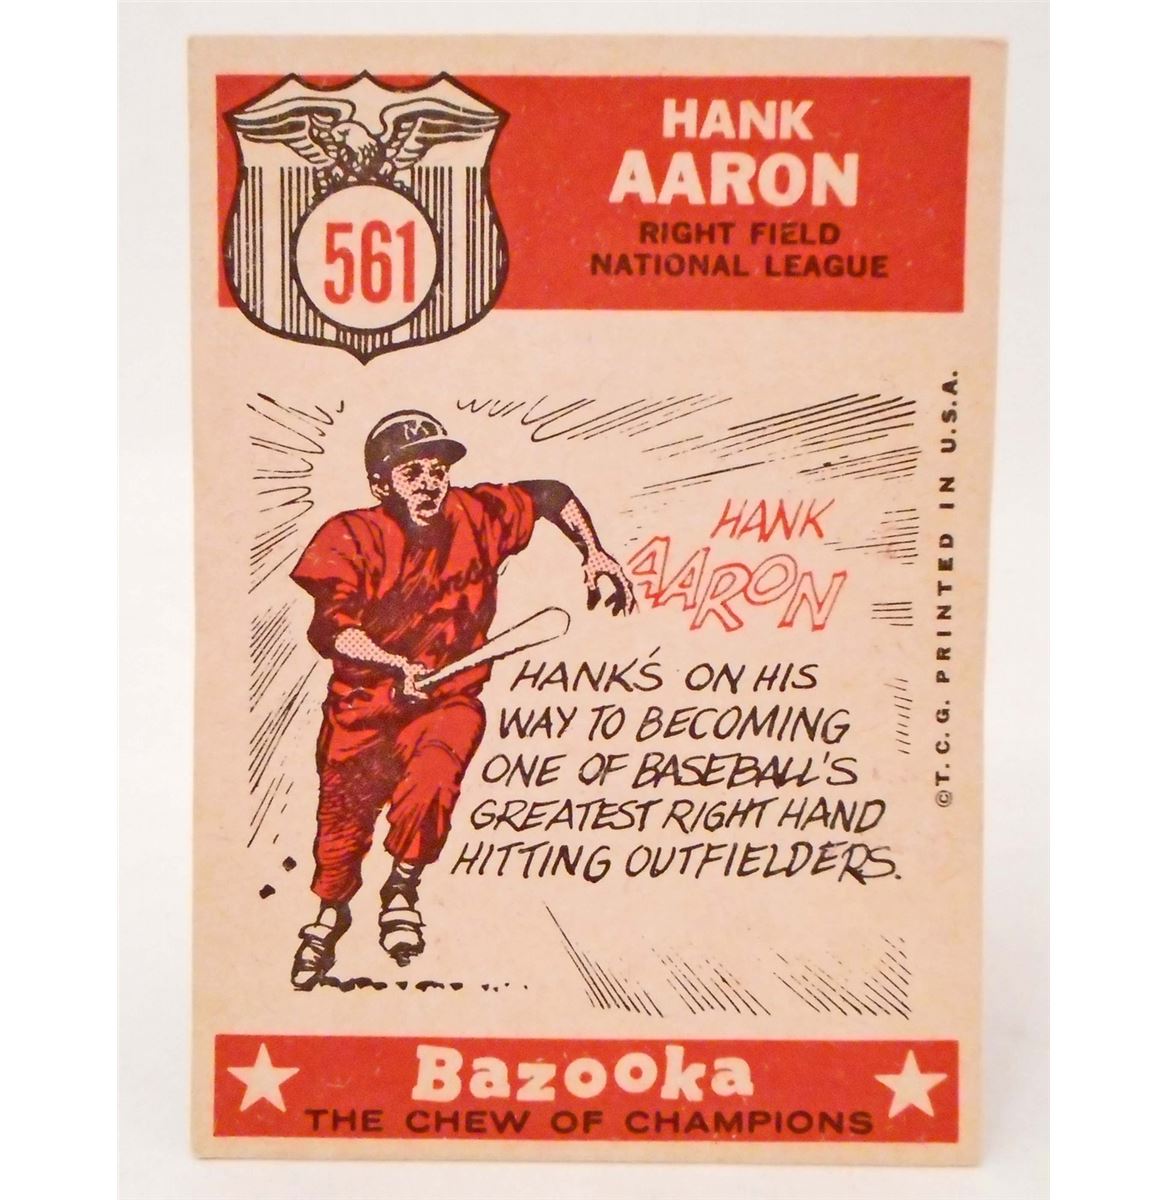 561
HANK
AARON
RIGHT FIELD
NATIONAL LEAGUE
M
HANK
AARON
HANK'S ON HIS
WAY TO BECOMING
ONE OF BASEBALL'S
GREATEST RIGHT HAND
HITTING OUTFIELDERS.
©T. C. G. PRINTED IN U.S.A.
Bazooka
THE CHEW OF CHAMPIONS